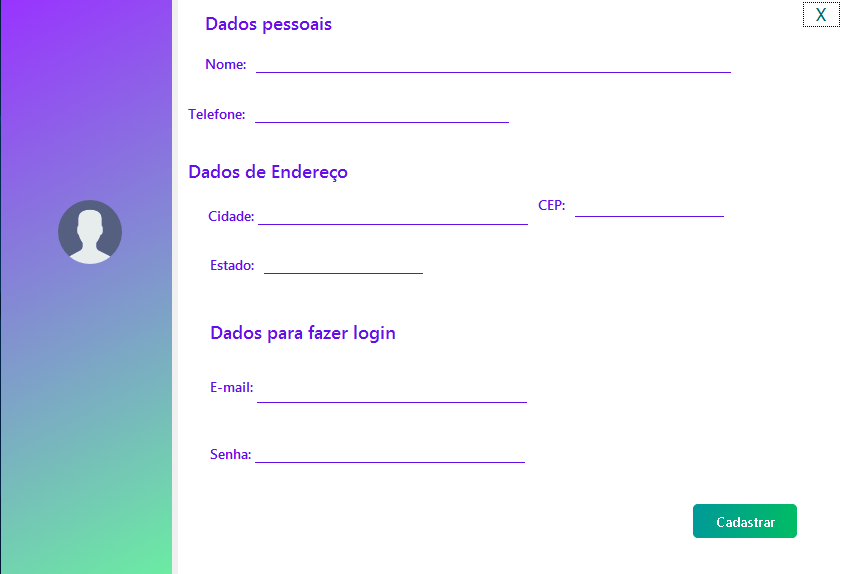 X
Dados pessoais
Nome:
Telefone:
Dados de Endereço
Cidade:
CEP:
Estado:
Dados para fazer login
E-mail:
Senha:
Cadastrar